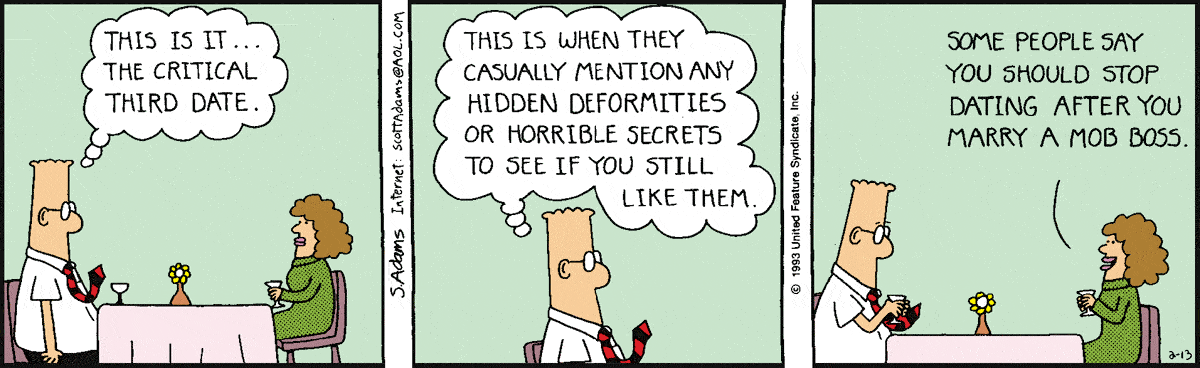 THIS IS IT...
THE CRITICAL
THIRD DATE.
S.Adams Internet: SCOTTADAMS@AOL.COM
THIS IS WHEN THEY
CASUALLY MENTION ANY
HIDDEN DEFORMITIES
OR HORRIBLE SECRETS
TO SEE IF YOU STILL
LIKE THEM.
© 1993 United Feature Syndicate, Inc.
SOME PEOPLE SAY
YOU SHOULD STOP
DATING AFTER YOU
MARRY A MOB BOSS.
2-13